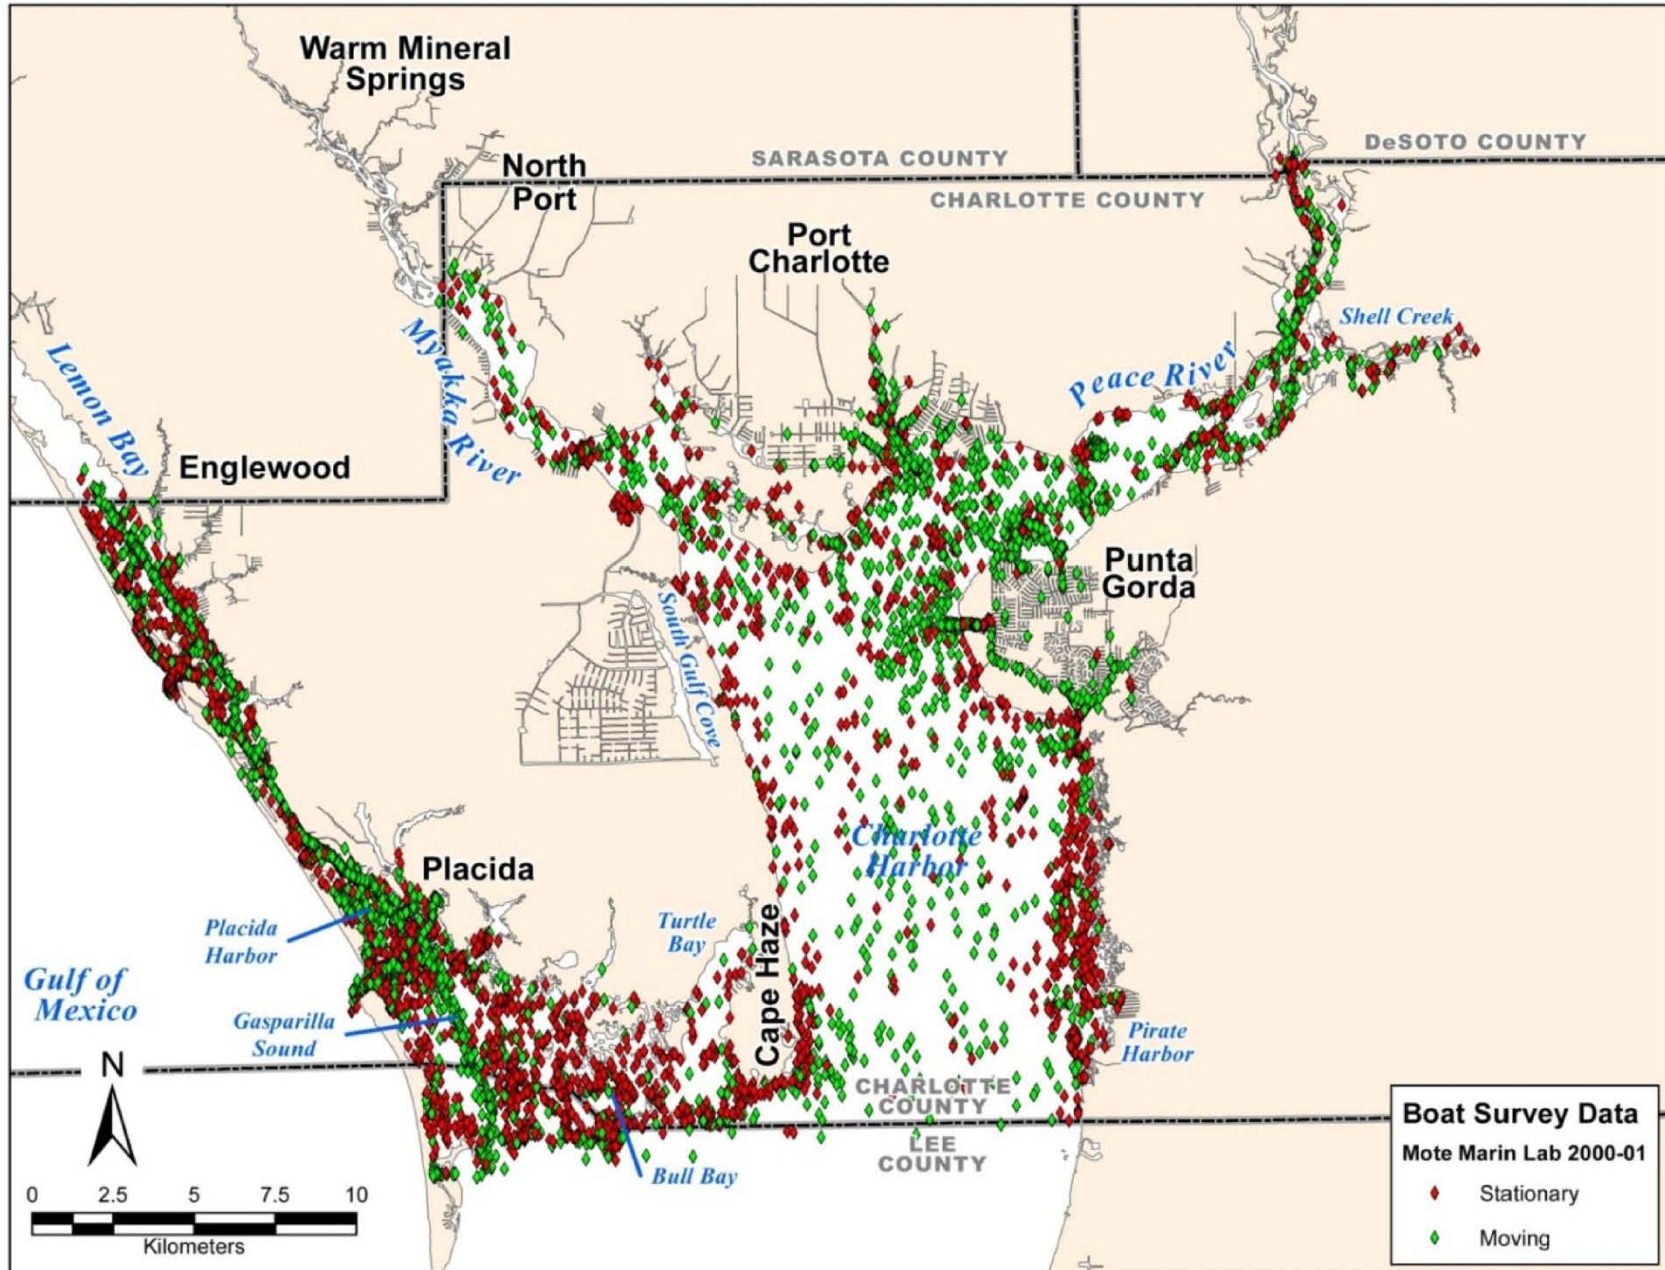 Warm Mineral
Springs
North
Port
SARASOTA COUNTY
DeSOTO COUNTY
CHARLOTTE COUNTY
Port
Charlotte
Shell Creek
Lemon Bay
Myakka River
Peace River
Englewood
Punta
Gorda
South Gulf Cove
Charlotte
Harbor
Placida
Placida
Harbor
Turtle
Bay
Cape Haze
Gulf of
Mexico
Gasparilla
Sound
Pirate
Harbor
N
CHARLOTTE
COUNTY
LEE
COUNTY
Bull Bay
0 2.5 5 7.5 10
Kilometers
Boat Survey Data
Mote Marin Lab 2000-01
Stationary
Moving